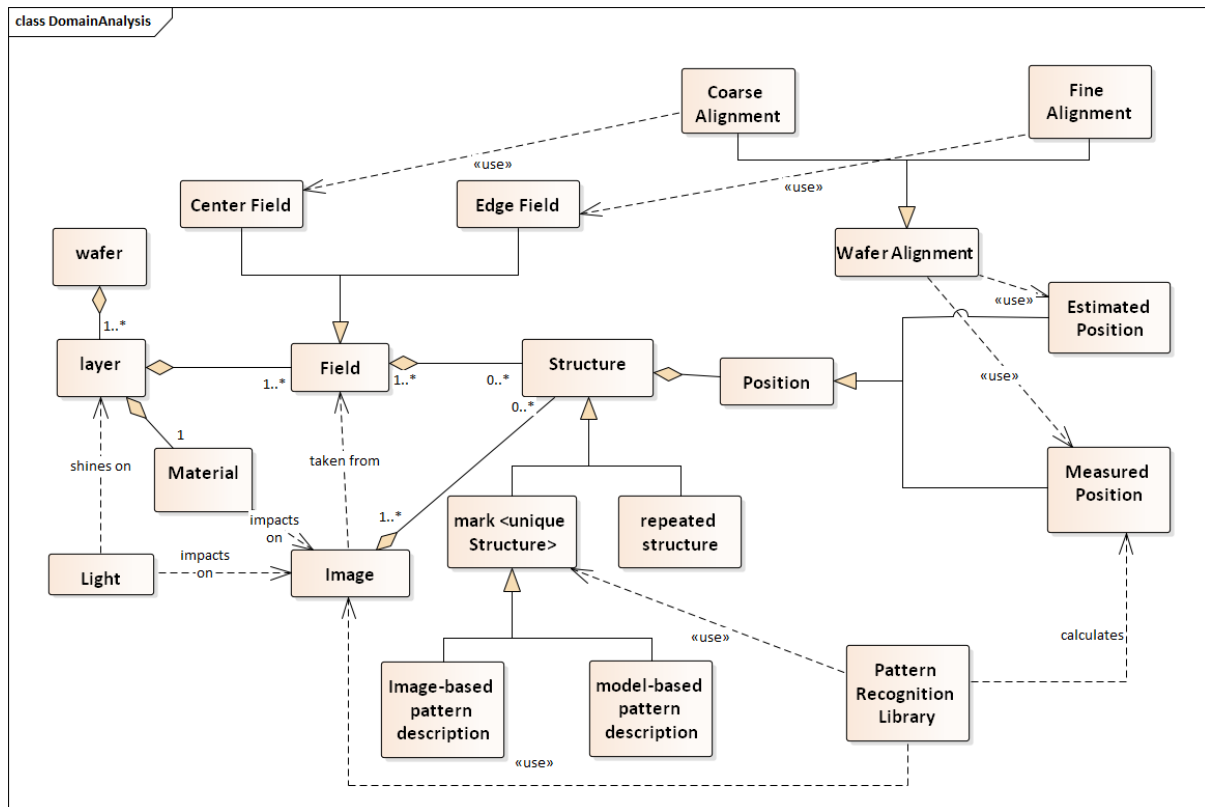 class DomainAnalysis
Coarse
Alignment
Fine
Alignment
«use»
«use»
Center Field
Edge Field
wafer
Wafer Alignment
«use»
Estimated
Position
1..*
layer
1..*
Field
1..*
0..*
Structure
0..*
Position
«use»
1
Material
shines on
taken from
Measured
Position
mark <unique
Structure>
repeated
structure
1..*
impacts
on
impacts
on
Light
Image
«use»
calculates
Image-based
pattern
description
model-based
pattern
description
Pattern
Recognition
Library
«use»